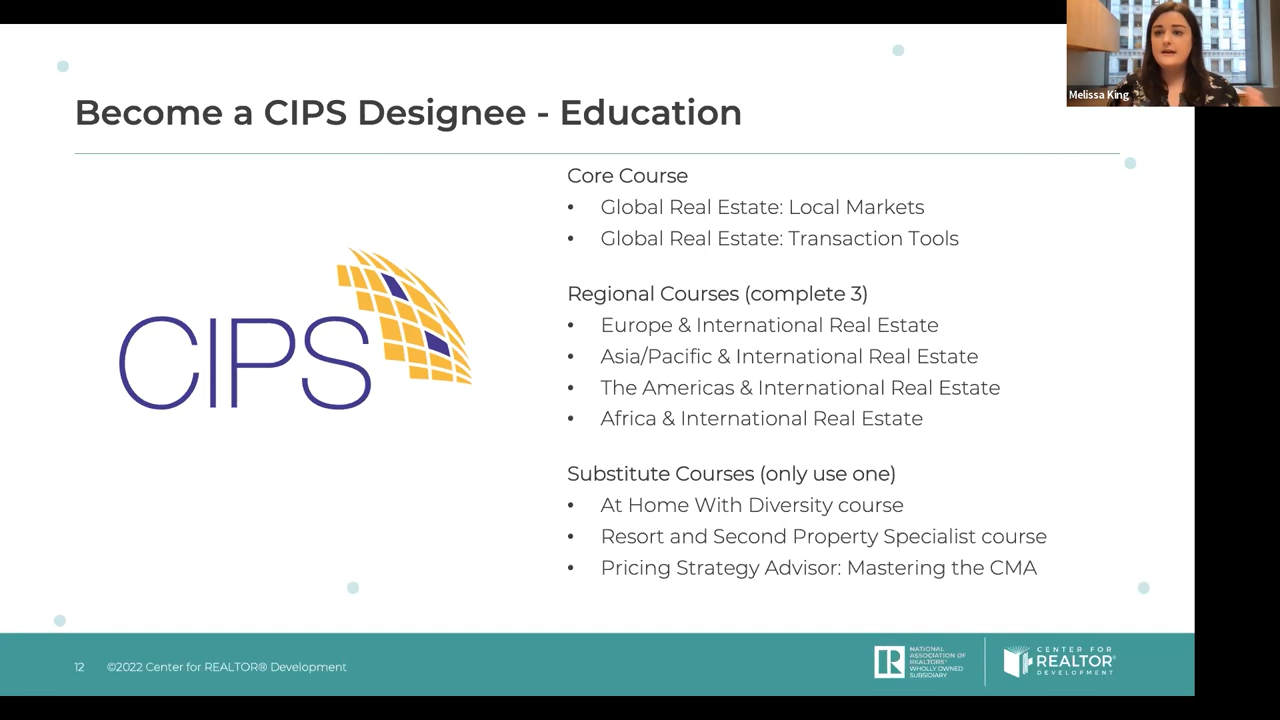 Melissa King
Become a CIPS Designee - Education
CIPS
Core Course
• Global Real Estate: Local Markets
• Global Real Estate: Transaction Tools
Regional Courses (complete 3)
• Europe & International Real Estate
• Asia/Pacific & International Real Estate
• The Americas & International Real Estate
• Africa & International Real Estate
Substitute Courses (only use one)
• At Home With Diversity course
• Resort and Second Property Specialist course
• Pricing Strategy Advisor: Mastering the CMA
12 ©2022 Center for REALTOR® Development
R
NATIONAL
ASSOCIATION OF
REALTORS®
WHOLLY OWNED
SUBSIDIARY
CENTER FOR
REALTOR®
DEVELOPMENT